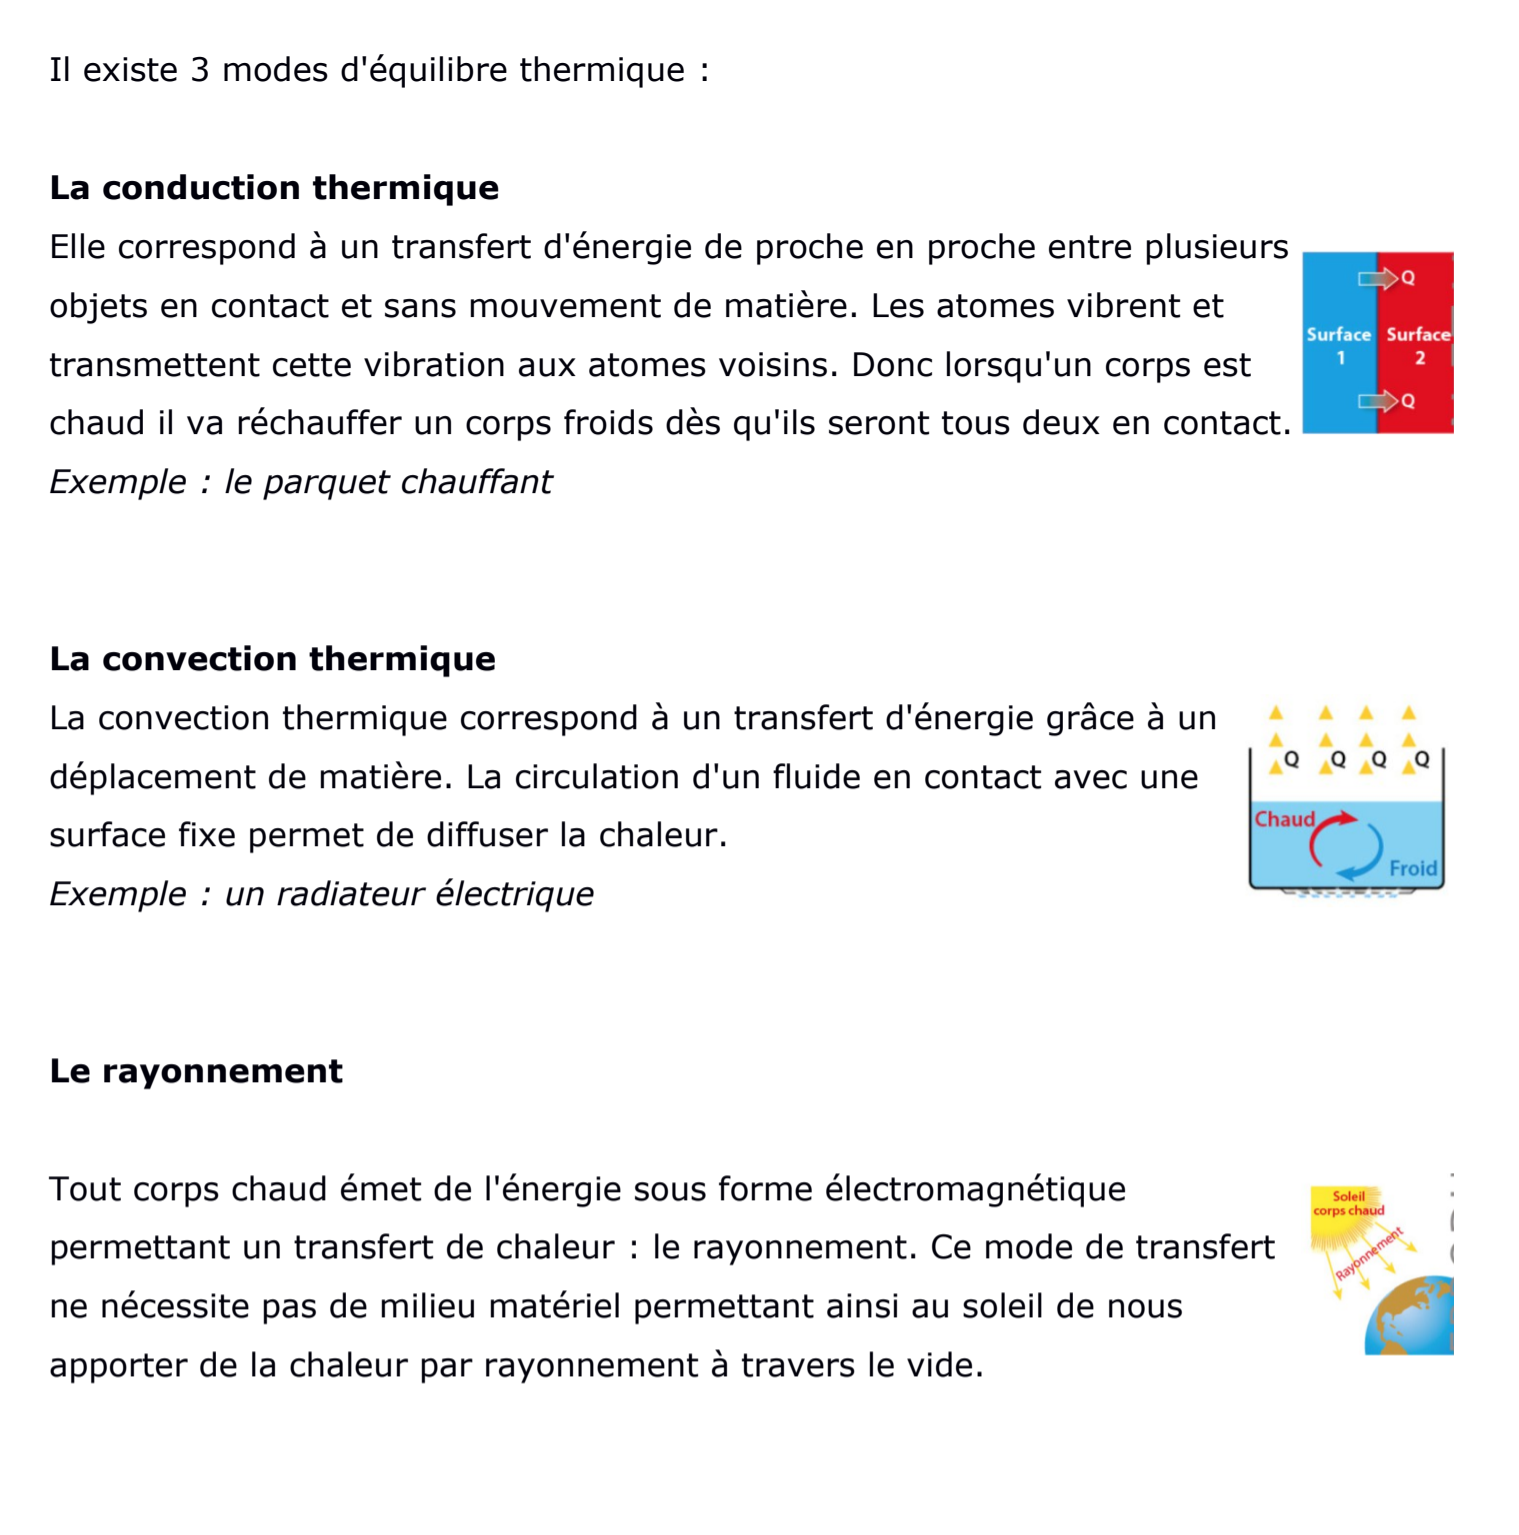 Il existe 3 modes d'équilibre thermique :
La conduction thermique
Elle correspond à un transfert d'énergie de proche en proche entre plusieurs
objets en contact et sans mouvement de matière. Les atomes vibrent et
transmettent cette vibration aux atomes voisins. Donc lorsqu'un corps est
chaud il va réchauffer un corps froids dès qu'ils seront tous deux en contact.
Exemple : le parquet chauffant
Q
Surface 1
Surface 2
Q
La convection thermique
La convection thermique correspond à un transfert d'énergie grâce à un
déplacement de matière. La circulation d'un fluide en contact avec une
surface fixe permet de diffuser la chaleur.
Exemple : un radiateur électrique
Q Q Q Q
Chaud
Froid
Le rayonnement
Tout corps chaud émet de l'énergie sous forme électromagnétique
permettant un transfert de chaleur : le rayonnement. Ce mode de transfert
ne nécessite pas de milieu matériel permettant ainsi au soleil de nous
apporter de la chaleur par rayonnement à travers le vide.
Soleil
corps chaud
Rayonnement